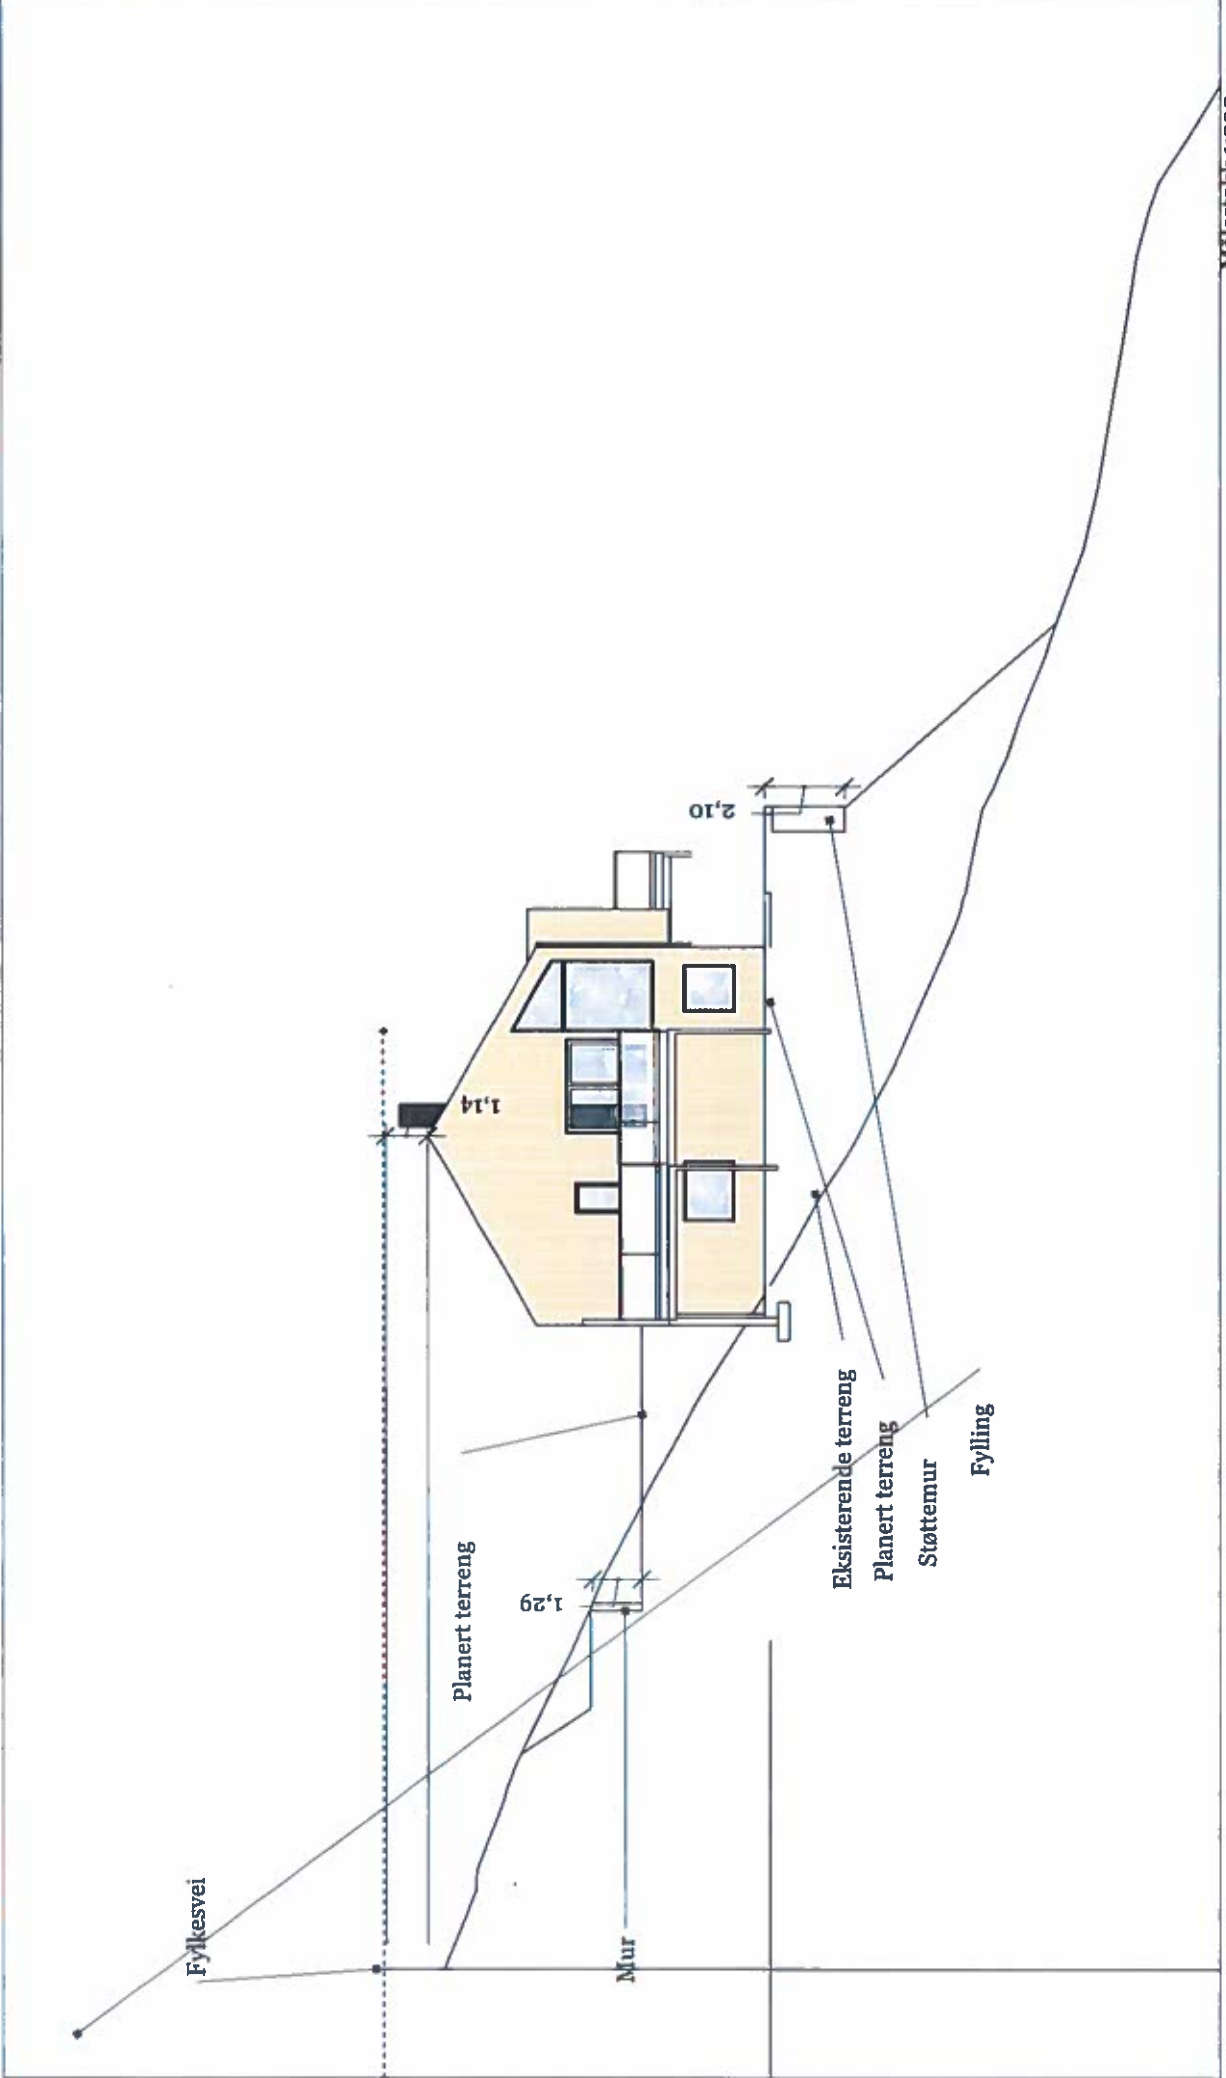 Fylkesvei
1,14
Planert terreng
1,29
2,10
Mur
Eksisterende terreng
Planert terreng
Støttemur
Fylling